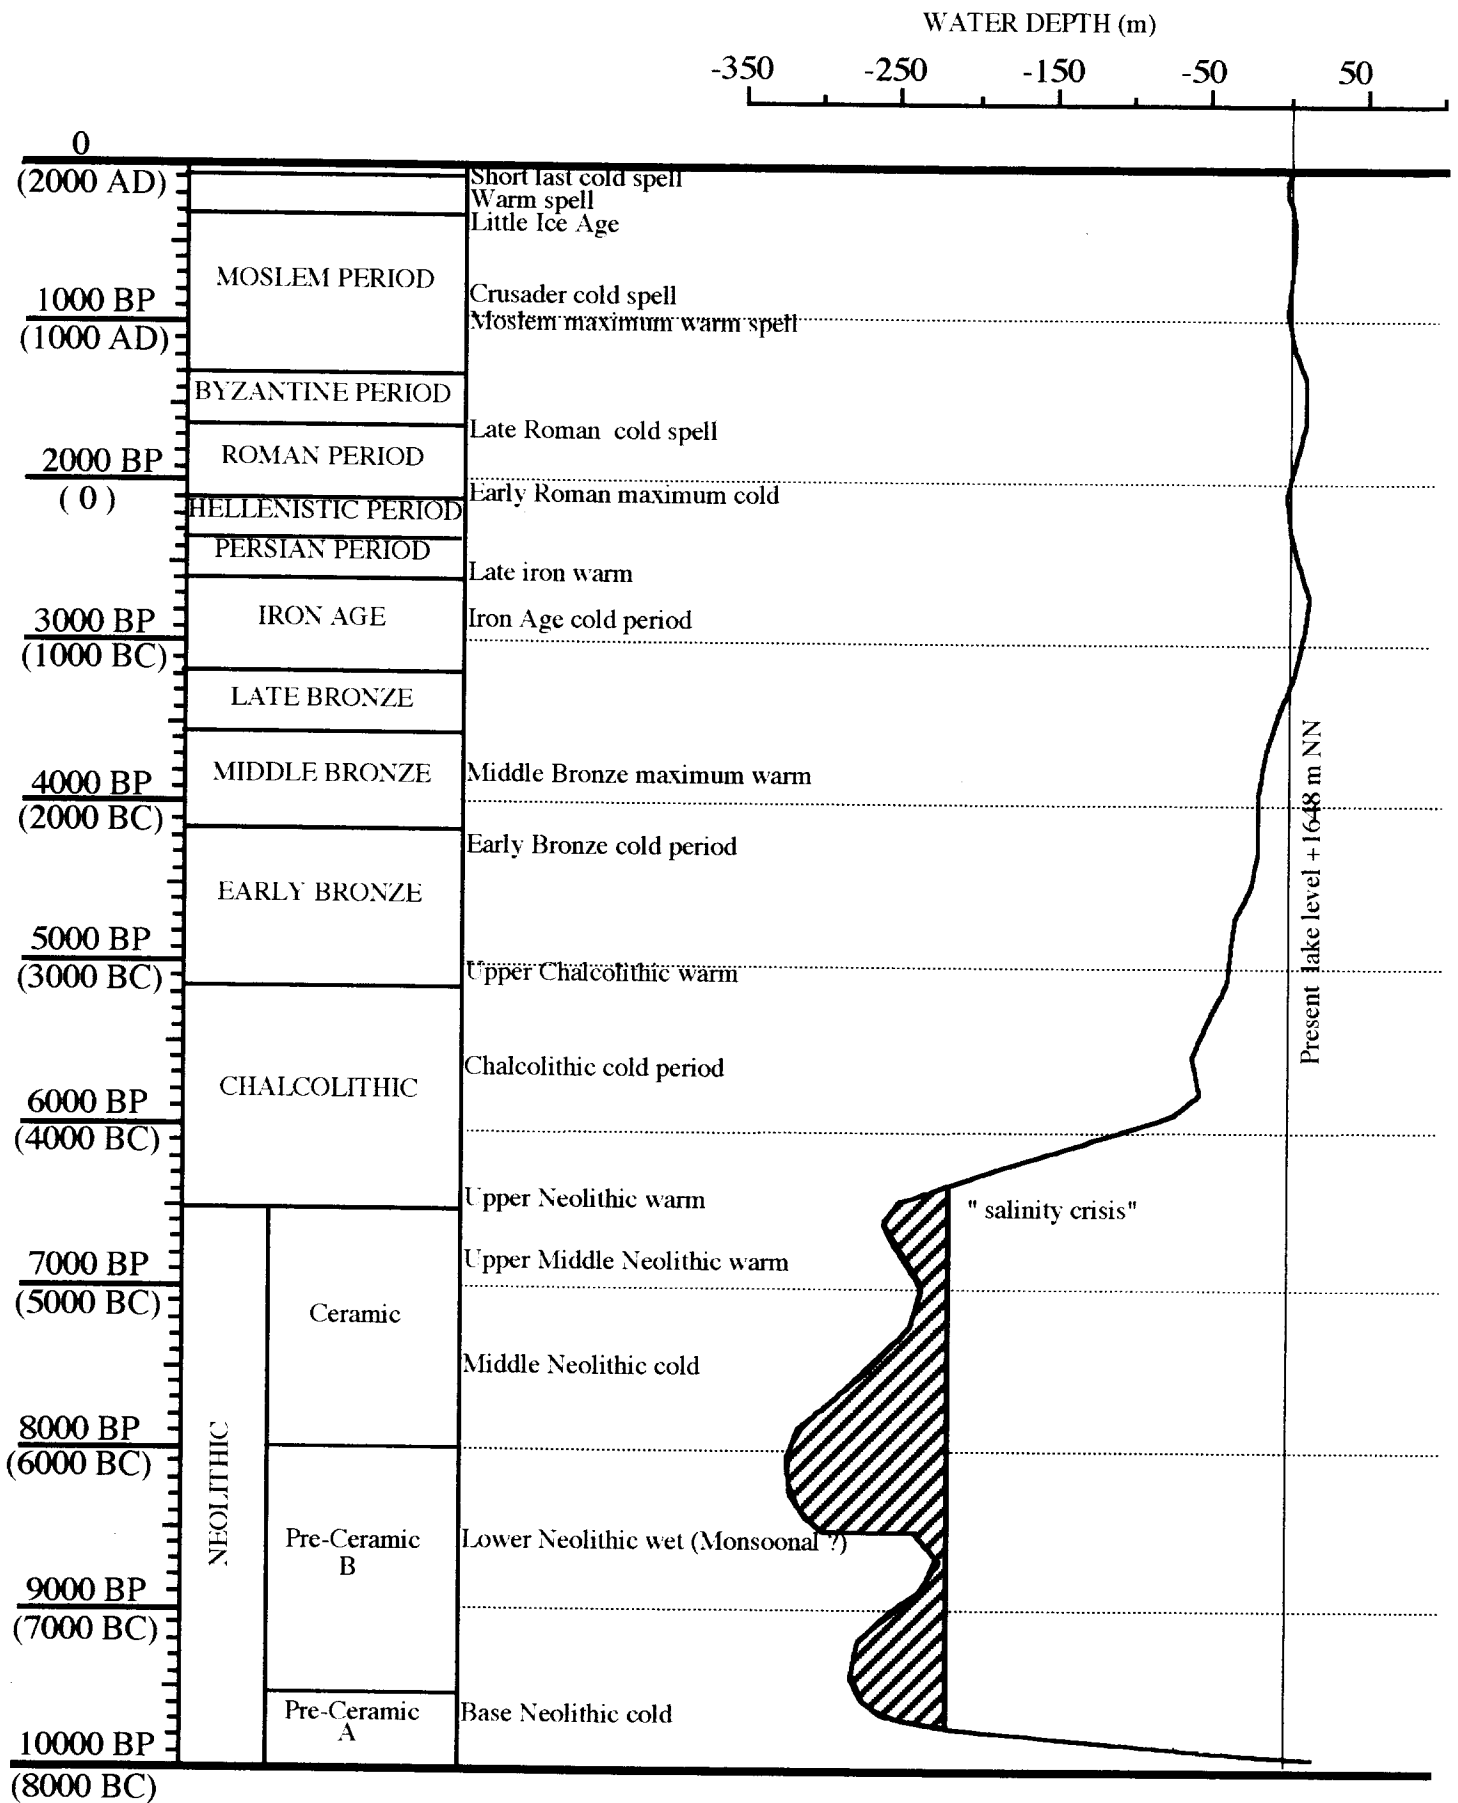 WATER DEPTH (m)
-350 -250 -150 -50 50
0
(2000 AD)
Short last cold spell
Warm spell
Little Ice Age
MOSLEM PERIOD
1000 BP
Crusader cold spell
(1000 AD)
Moslem maximum warm spell
BYZANTINE PERIOD
Late Roman cold spell
2000 BP
ROMAN PERIOD
( 0 )
Early Roman maximum cold
HELLENISTIC PERIOD
PERSIAN PERIOD
Late iron warm
3000 BP
IRON AGE
Iron Age cold period
(1000 BC)
LATE BRONZE
4000 BP
MIDDLE BRONZE
Middle Bronze maximum warm
(2000 BC)
Early Bronze cold period
EARLY BRONZE
Present lake level +1648 m NN
5000 BP
(3000 BC)
Upper Chalcolithic warm
Chalcolithic cold period
CHALCOLITHIC
6000 BP
(4000 BC)
Upper Neolithic warm
" salinity crisis"
7000 BP
Upper Middle Neolithic warm
(5000 BC)
Ceramic
Middle Neolithic cold
8000 BP
(6000 BC)
NEOLITHIC
Pre-Ceramic
B
Lower Neolithic wet (Monsoonal ?)
9000 BP
(7000 BC)
Pre-Ceramic
A
Base Neolithic cold
10000 BP
(8000 BC)